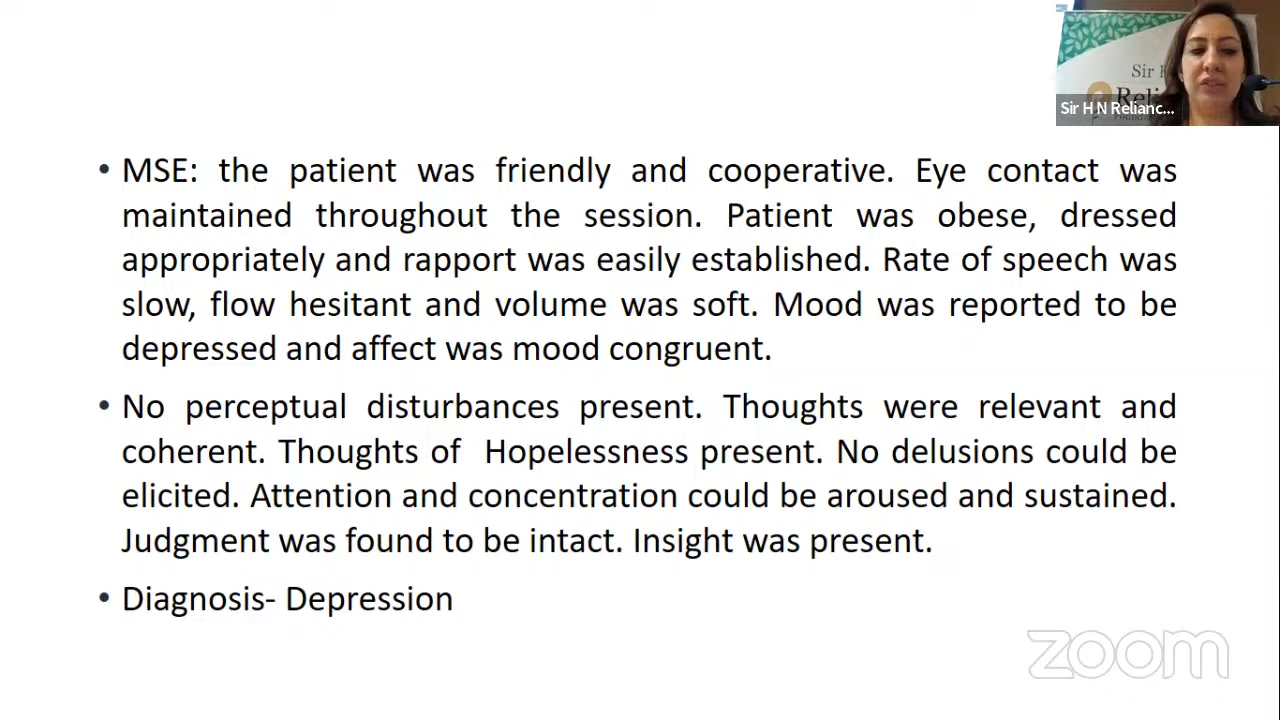 Sir H
Reli
Sir H N Relianc...
• MSE: the patient was friendly and cooperative. Eye contact was
maintained throughout the session. Patient was obese, dressed
appropriately and rapport was easily established. Rate of speech was
slow, flow hesitant and volume was soft. Mood was reported to be
depressed and affect was mood congruent.
• No perceptual disturbances present. Thoughts were relevant and
coherent. Thoughts of Hopelessness present. No delusions could be
elicited. Attention and concentration could be aroused and sustained.
Judgment was found to be intact. Insight was present.
• Diagnosis- Depression
zoom